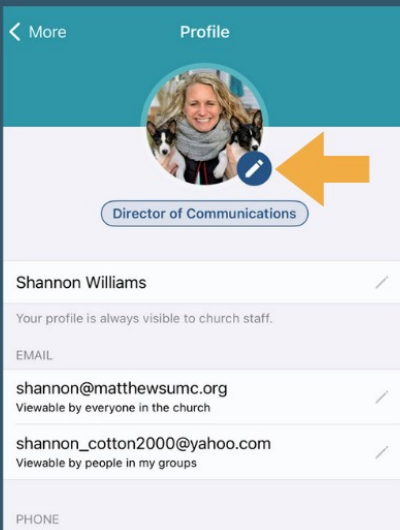 More
Profile
Director of Communications
Shannon Williams
Your profile is always visible to church staff.
EMAIL
shannon@matthewsumc.org
Viewable by everyone in the church
shannon_cotton2000@yahoo.com
Viewable by people in my groups
PHONE